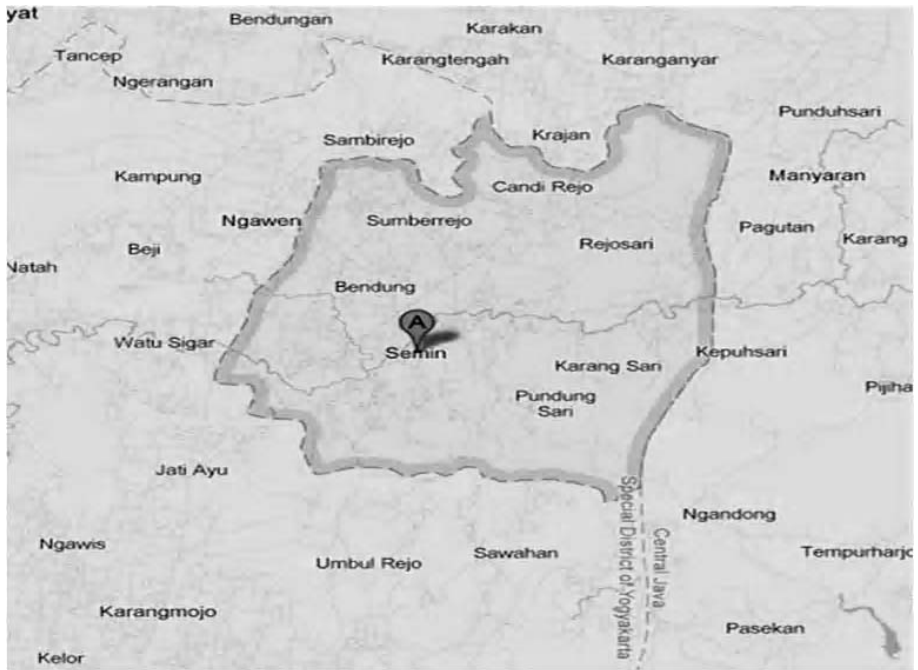 yat
Bendungan
Karakan
Tancep
Karangtengah
Karanganyar
Ngerangan
Punduhsari
Sambirejo
Krajan
Kampung
Manyaran
Candi Rejo
Ngawen
Sumberrejo
Pagutan
Beji
Rejosari
Karang
Natah
Bendung
A
Watu Sigar
Semin
Kepuhsari
Karang Sari
Pundung
Sari
Pijiha
Jati Ayu
Special District of Yogyakarta
Central Java
Ngandong
Ngawis
Umbul Rejo
Sawahan
Tempurharjo
Karangmojo
Pasekan
Kelor